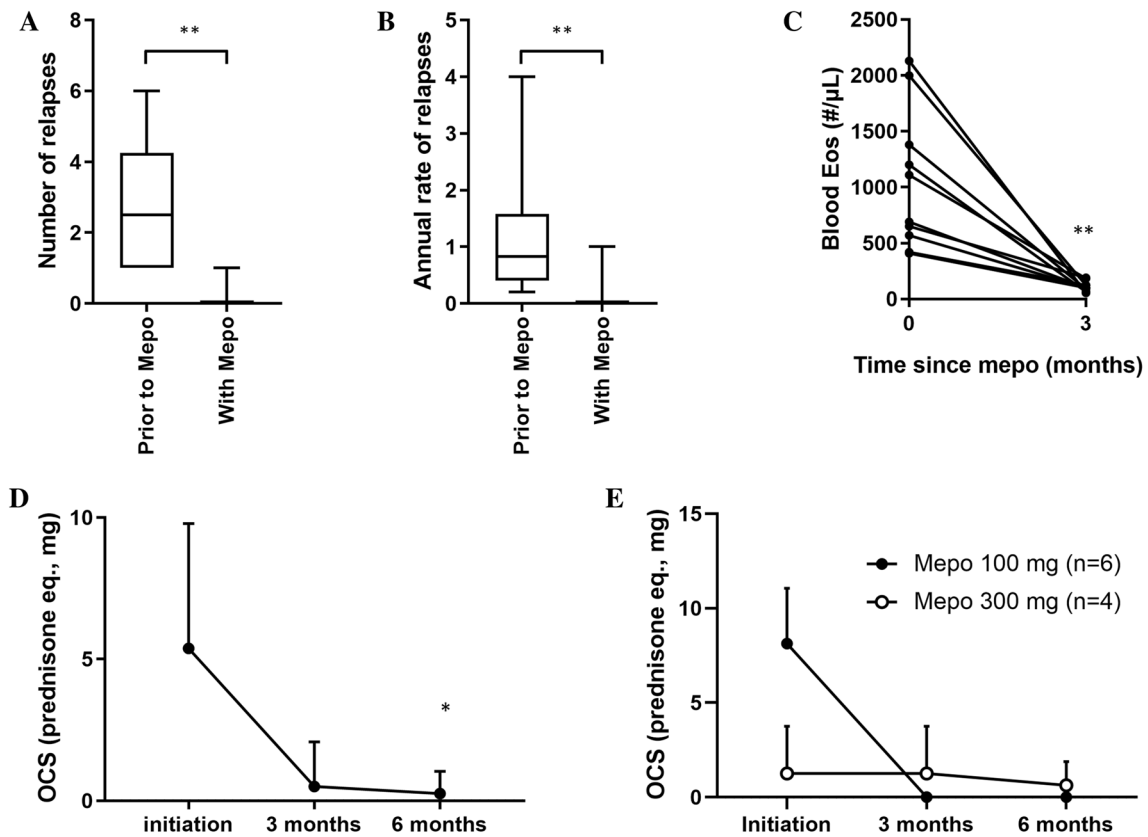 A
Number of relapses
8
6
4
2
0
**
Prior to Mepo
With Mepo
B
Annual rate of relapses
5
4
3
2
1
0
**
Prior to Mepo
With Mepo
C
Blood Eos (#/µL)
2500
2000
1500
1000
500
0
**
0
3
Time since mepo (months)
D
OCS (prednisone eq., mg)
10
5
0
*
initiation
3 months
6 months
E
OCS (prednisone eq., mg)
15
10
5
0
Mepo 100 mg (n=6)
Mepo 300 mg (n=4)
Initiation
3 months
6 months